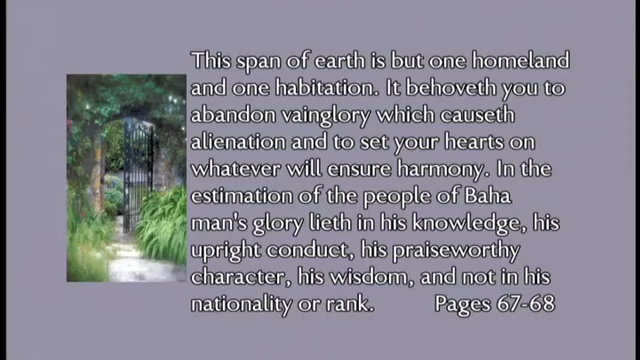 This span of earth is but one homeland
and one habitation. It behoveth you to
abandon vainglory which causeth
alienation and to set your hearts on
whatever will ensure harmony. In the
estimation of the people of Baha
man's glory lieth in his knowledge, his
upright conduct, his praiseworthy
character, his wisdom, and not in his
nationality or rank. Pages 67-68